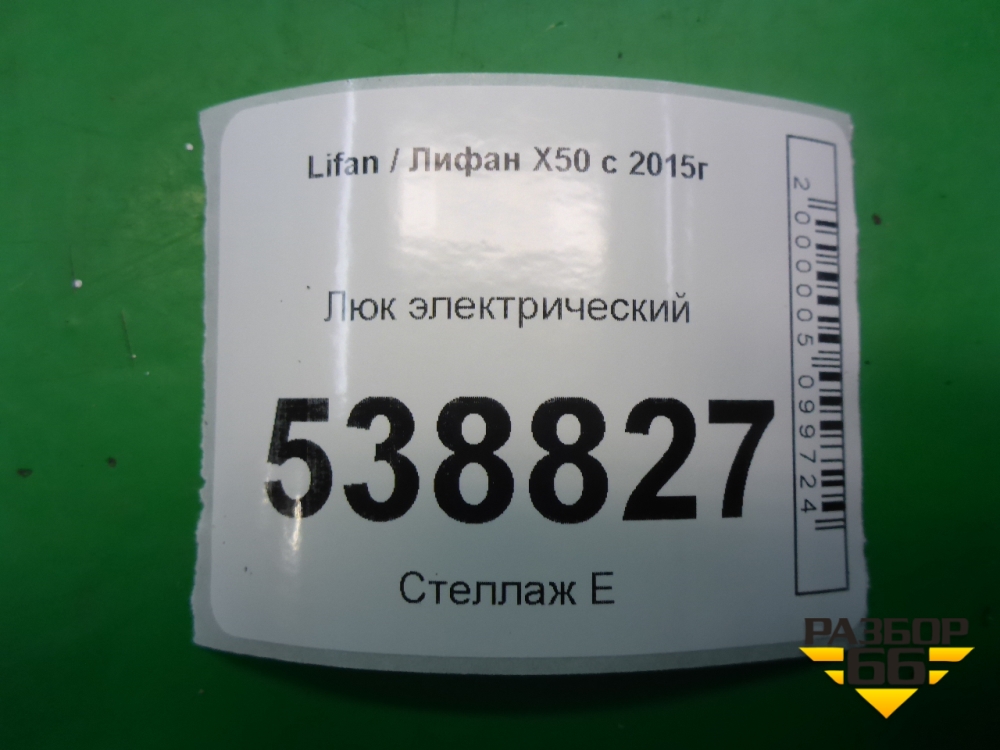 Lifan / Лифан X50 с 2015г
Люк электрический
538827
Стеллаж Е
2000005099724
РАЗБОР
66